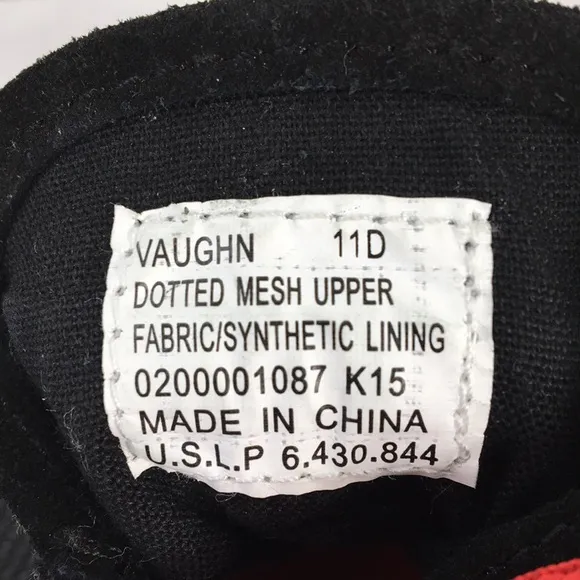 VAUGHN 11D
DOTTED MESH UPPER
FABRIC/SYNTHETIC LINING
0200001087 K15
MADE IN CHINA
U.S.L.P 6.430.844